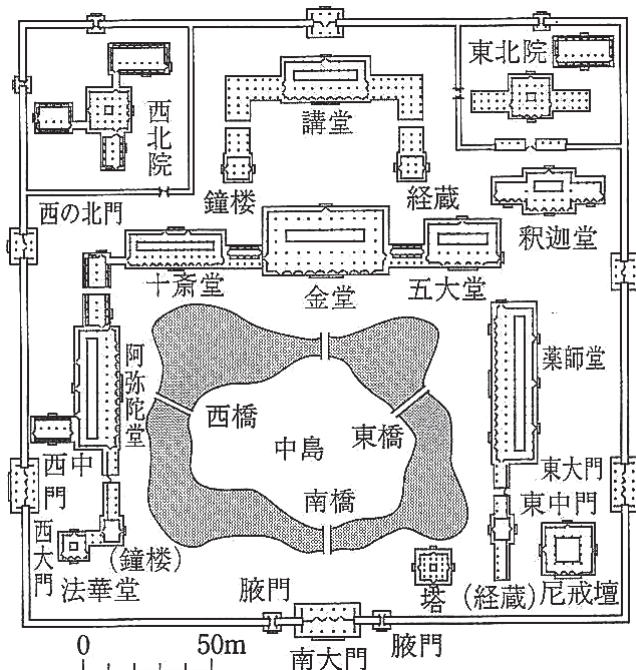 東北院
西北院
講堂
鐘楼
経蔵
西の北門
釈迦堂
十斎堂
金堂
五大堂
阿弥陀堂
薬師堂
西橋
東橋
中島
西中門
南橋
東大門
東中門
西大門
(鐘楼)
法華堂
腋門
塔
(経蔵)
尼戒壇
0 50m
南大門
腋門